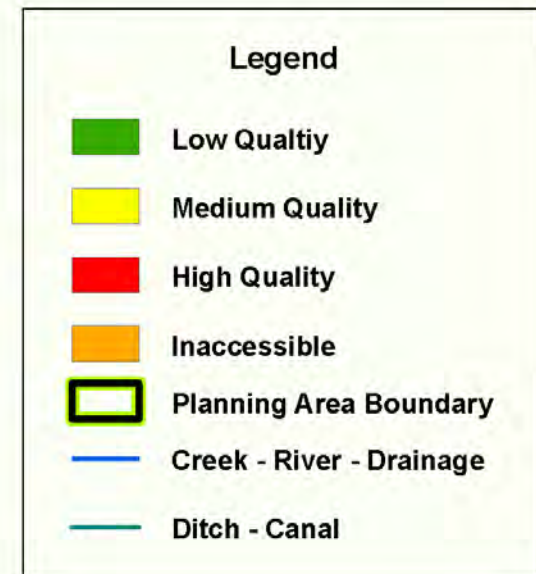 Legend
Low Qualtiy
Medium Quality
High Quality
Inaccessible
Planning Area Boundary
Creek - River - Drainage
Ditch - Canal